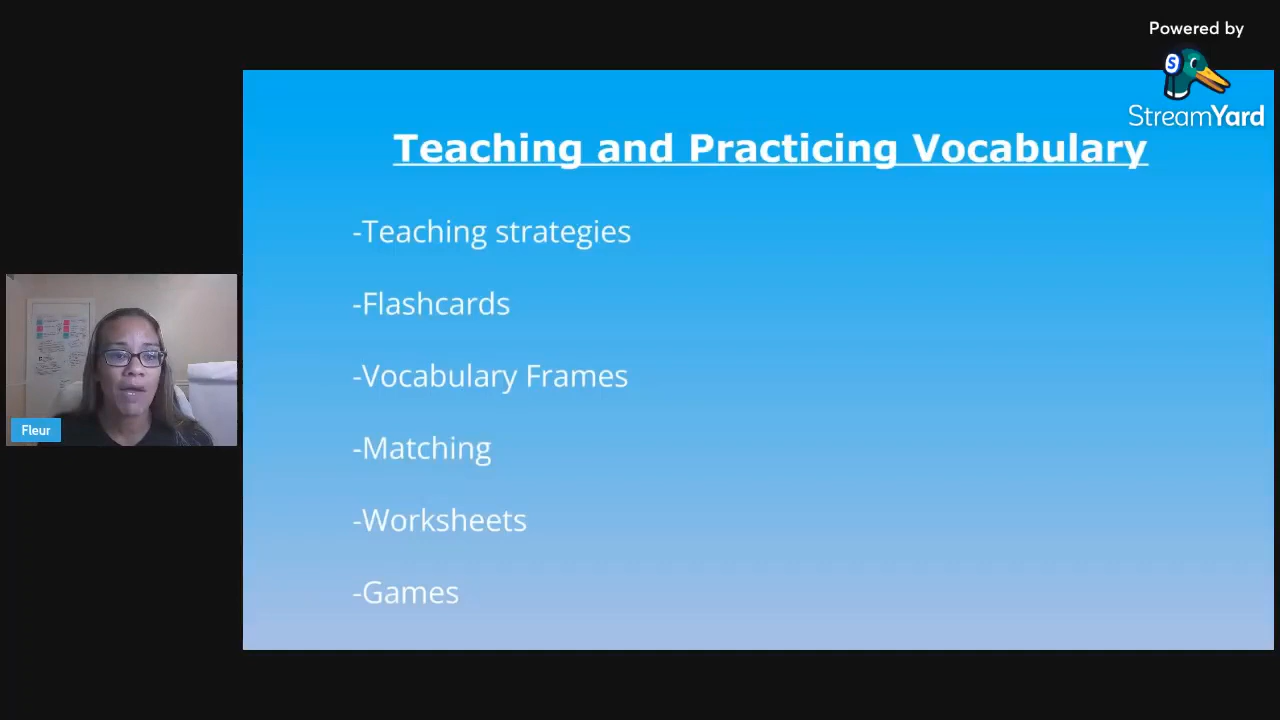 Powered by
StreamYard
Teaching and Practicing Vocabulary
-Teaching strategies
-Flashcards
-Vocabulary Frames
-Matching
-Worksheets
-Games
Fleur